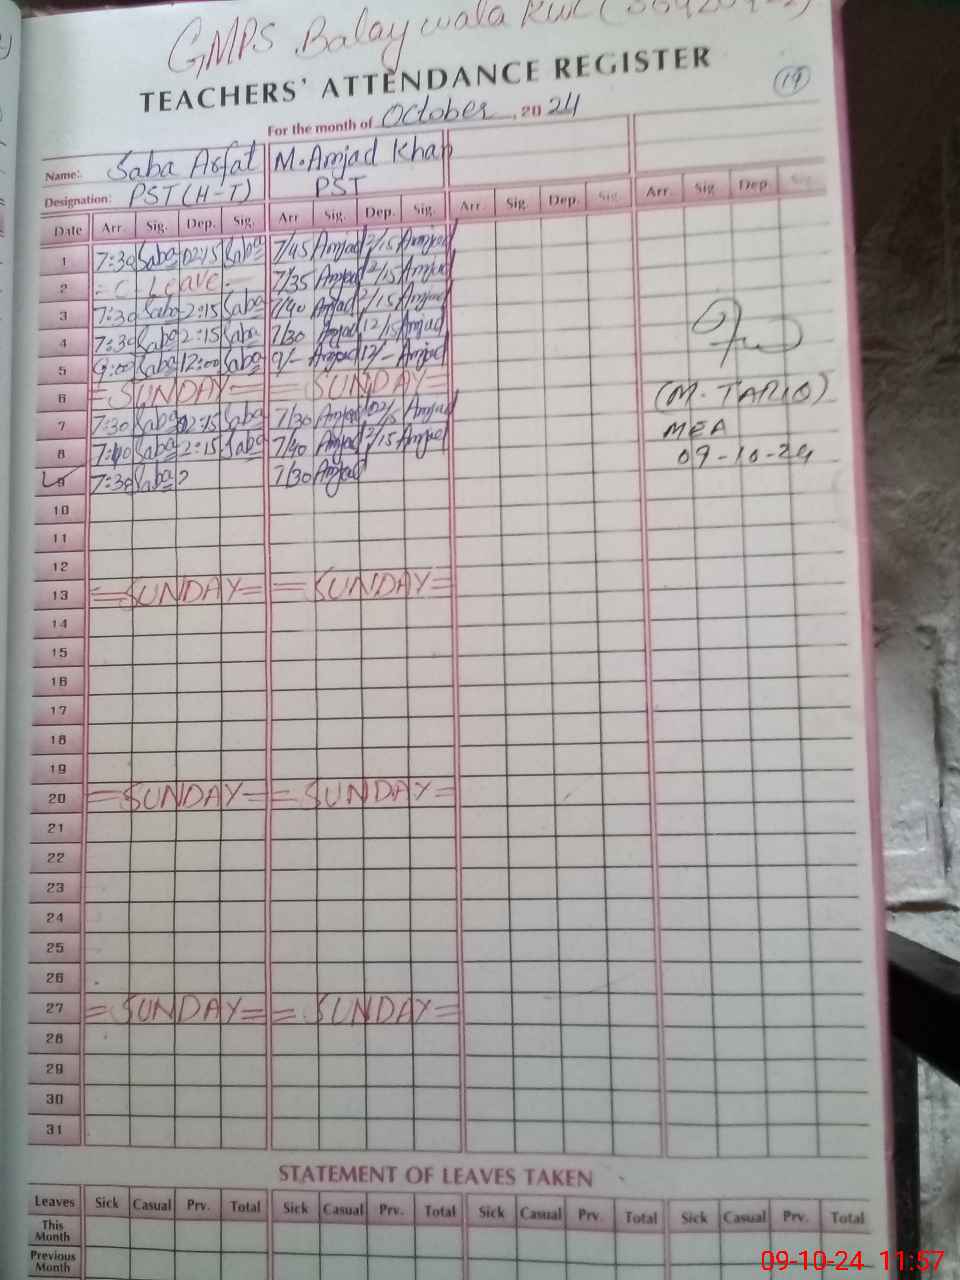 GMPS Balaywala
TEACHERS' ATTENDANCE REGISTER
19
For the month of October, 2024
Name: Saba Asfat M. Amjad Khan
Designation: PST (H-T) PST
Date Arr. Sig. Dep. Sig. Arr Sig. Dep. Sig. Arr. Sig. Dep. Sig. Arr. Sig. Dep. Sig.
1 7:30 Saba 02:15 Saba 7/45 Amjad 2/15 Amjad
2 = C Leave - 7/35 Amjad 2/15 Amjad
3 7:30 Saba 2:15 Saba 7/40 Amjad 2/15 Amjad
4 7:30 Saba 2:15 Saba 7/30 Amjad 12/15 Amjad
5 9:00 Saba 12:00 Saba 9/- Amjad 12/- Amjad
6 = SUNDAY = = SUNDAY =
7 7:30 Saba 02:15 Saba 7/30 Amjad 02/15 Amjad
8 7:40 Saba 2:15 Saba 7/40 Amjad 2/15 Amjad
9 7:30 Saba 2 7/30 Amjad
(M. TARIQ)
MEA
09-10-24
10
11
12
13 = SUNDAY = = SUNDAY =
14
15
16
17
18
19
20 = SUNDAY = = SUNDAY =
21
22
23
24
25
26
27 = SUNDAY = = SUNDAY =
28
29
30
31
STATEMENT OF LEAVES TAKEN
Leaves Sick Casual Prv. Total Sick Casual Prv. Total Sick Casual Prv. Total Sick Casual Prv. Total
This Month
Previous Month
09-10-24 11:57